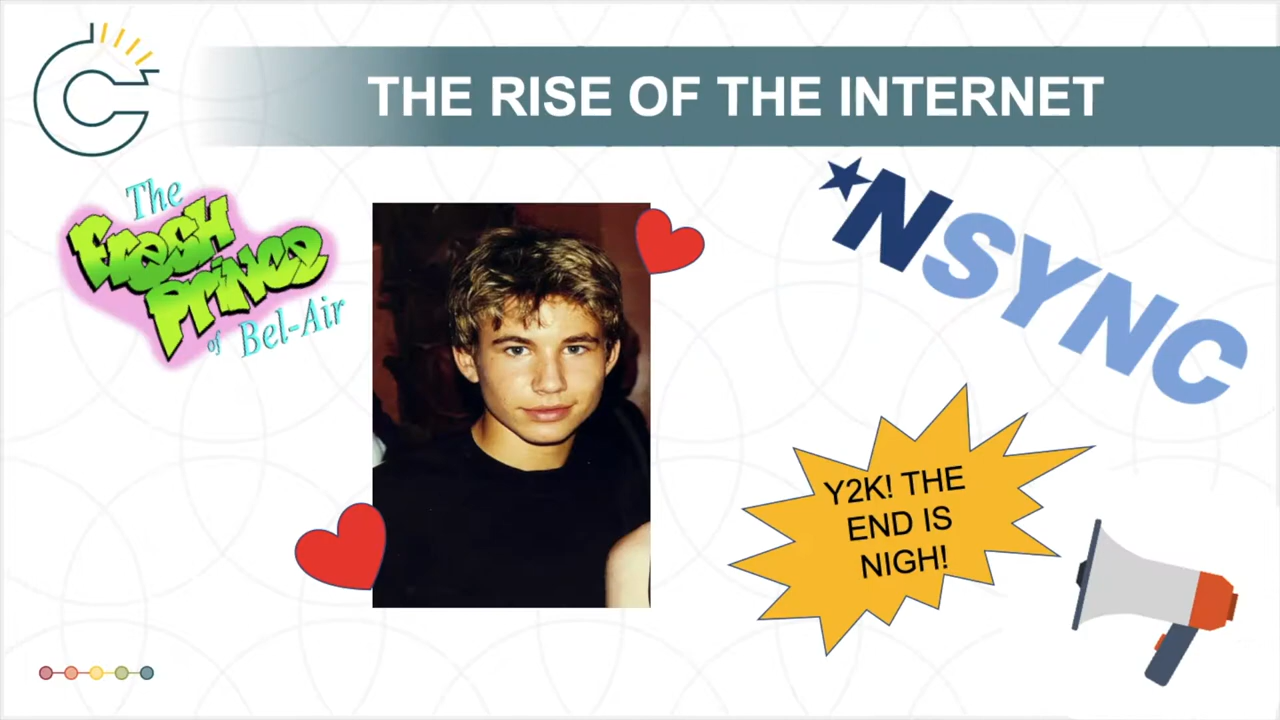 THE RISE OF THE INTERNET
The
Fresh
Prince
of Bel-Air
*NSYNC
Y2K! THE
END IS
NIGH!